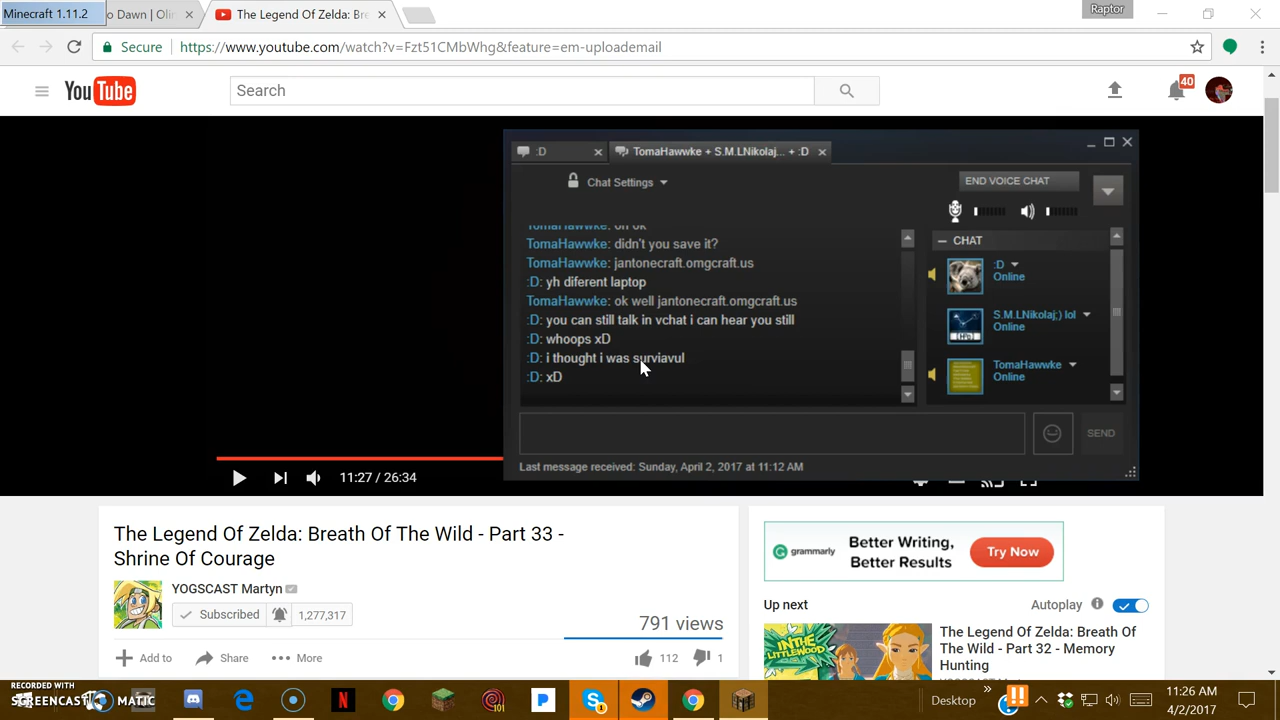 Minecraft 1.11.2
o Dawn | Oli
The Legend Of Zelda: Bre
Raptor
Secure
https://www.youtube.com/watch?v=Fzt51CMbWhg&feature=em-uploademail
YouTube
Search
40
:D
TomaHawwke + S.M.LNikolaj... + :D
Chat Settings
END VOICE CHAT
TomaHawwke: oh ok
TomaHawwke: didn't you save it?
TomaHawwke: jantonecraft.omgcraft.us
:D: yh diferent laptop
TomaHawwke: ok well jantonecraft.omgcraft.us
:D: you can still talk in vchat i can hear you still
:D: whoops xD
:D: i thought i was surviavul
:D: xD
CHAT
:D
Online
S.M.LNikolaj;) lol
Online
TomaHawwke
Online
SEND
Last message received: Sunday, April 2, 2017 at 11:12 AM
11:27 / 26:34
The Legend Of Zelda: Breath Of The Wild - Part 33 -
Shrine Of Courage
YOGSCAST Martyn
Subscribed
1,277,317
791 views
Add to
Share
More
112
1
grammarly
Better Writing,
Better Results
Try Now
Up next
Autoplay
IN THE
LITTLEWOOD
The Legend Of Zelda: Breath Of
The Wild - Part 32 - Memory
Hunting
RECORDED WITH
SCREENCAST MATIC
Desktop
11:26 AM
4/2/2017